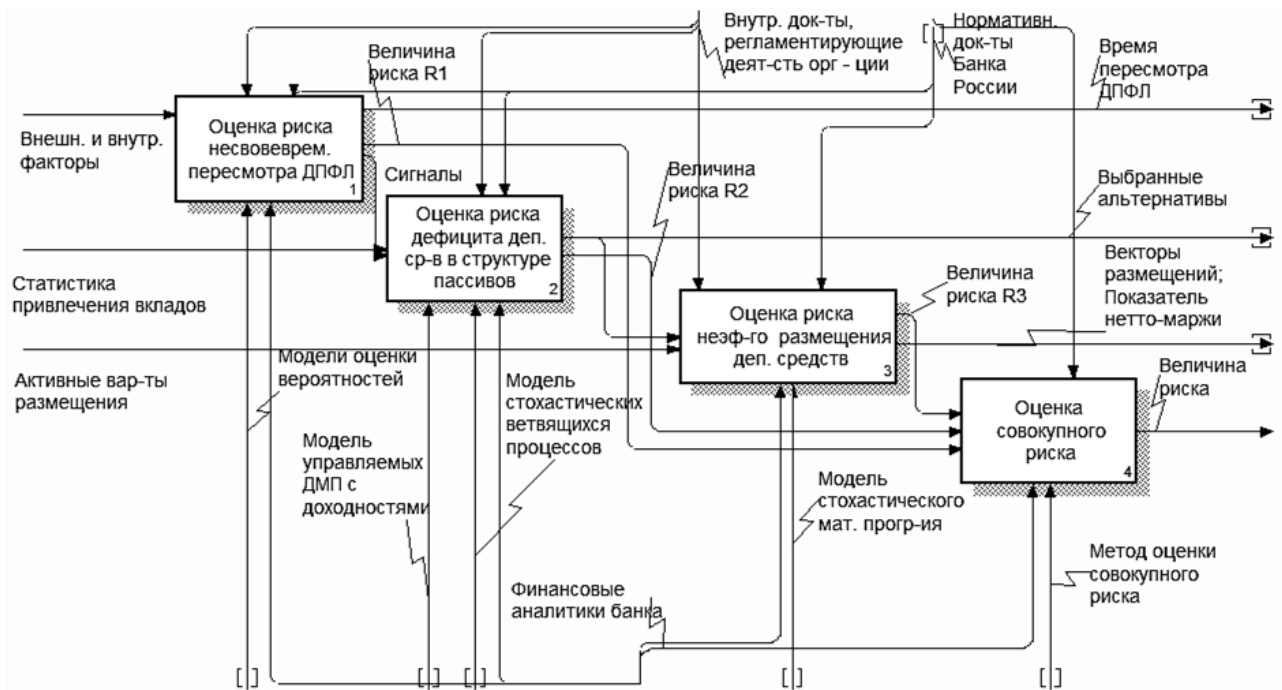 Внутр. док-ты,
регламентирующие
деят-сть орг - ции
Нормативн.
док-ты
Банка
России
Время
пересмотра
ДПФЛ
Величина
риска R1
Внешн. и внутр.
факторы
Оценка риска
несвовеврем.
пересмотра ДПФЛ
1
Сигналы
Величина
риска R2
Выбранные
альтернативы
Статистика
привлечения вкладов
Оценка риска
дефицита деп.
ср-в в структуре
пассивов
2
Величина
риска R3
Векторы
размещений;
Показатель
нетто-маржи
Активные вар-ты
размещения
Модели оценки
вероятностей
Оценка риска
неэф-го размещения
деп. средств
3
Модель
стохастических
ветвящихся
процессов
Величина
риска
Оценка
совокупного
риска
4
Модель
управляемых
ДМП с
доходностями
Модель
стохастического
мат. прогр-ия
Метод оценки
совокупного
риска
Финансовые
аналитики банка